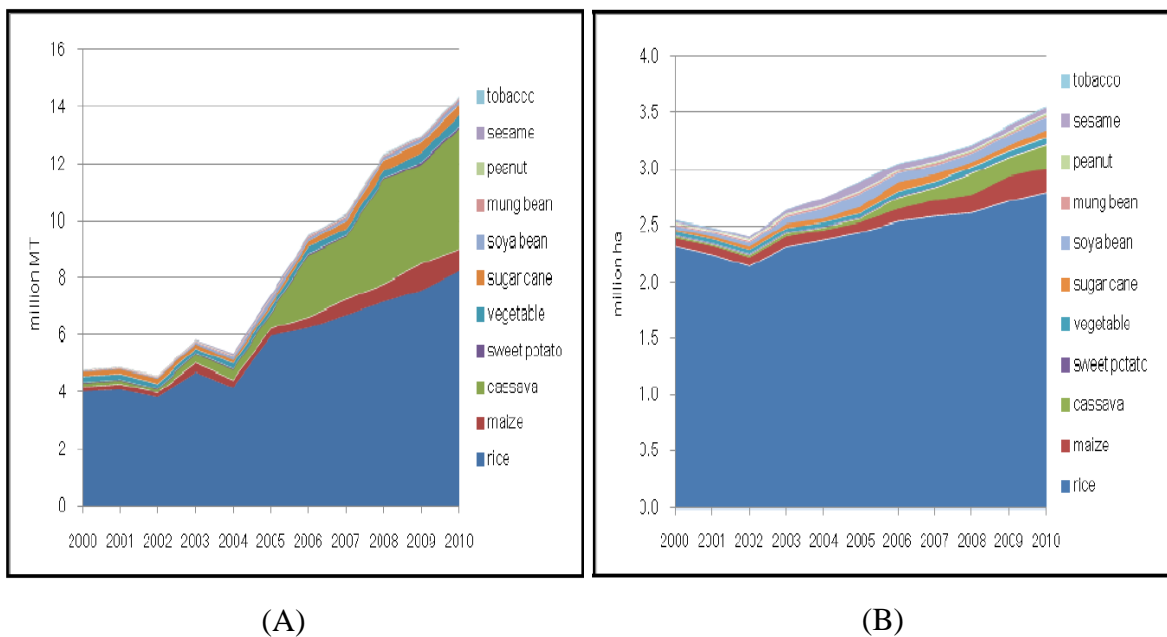 16
14
12
10
8
6
4
2
0
million MT
2000 2001 2002 2003 2004 2005 2006 2007 2008 2009 2010
tobacco
sesame
peanut
mung bean
soya bean
sugar cane
vegetable
sweet potato
cassava
maize
rice
(A)
4.0
3.5
3.0
2.5
2.0
1.5
1.0
0.5
0.0
million ha
2000 2001 2002 2003 2004 2005 2006 2007 2008 2009 2010
tobacco
sesame
peanut
mung bean
soya bean
sugar cane
vegetable
sweet potato
cassava
maize
rice
(B)